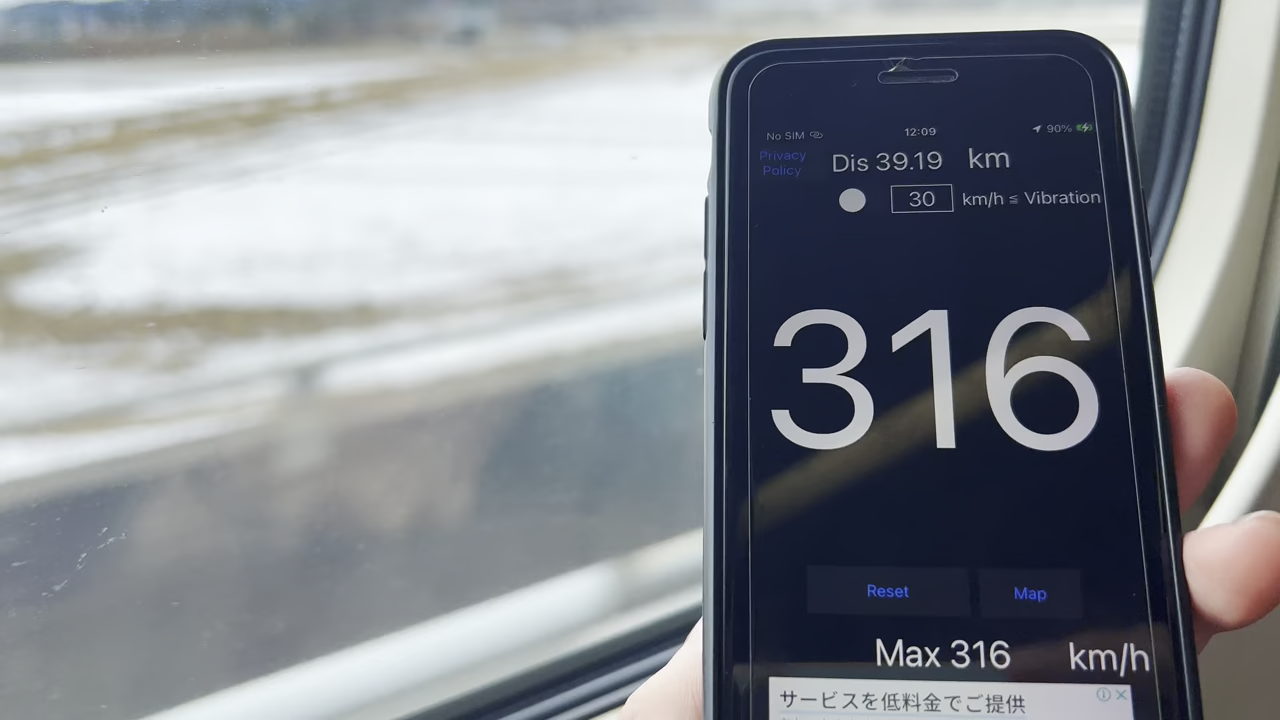 No SIM 12:09 90%
Privacy Policy
Dis 39.19 km
30 km/h ≦ Vibration
316
Reset Map
Max 316 km/h
サービスを低料金でご提供